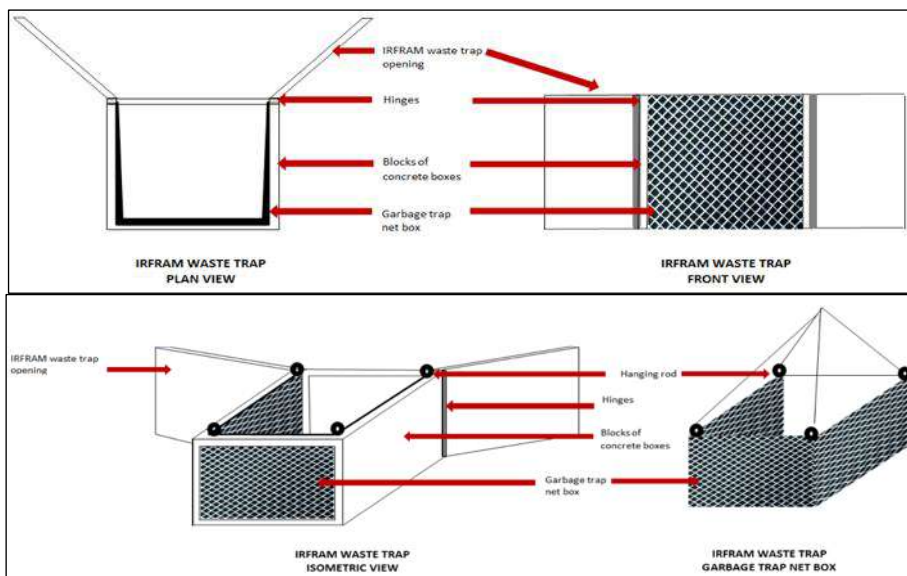 IRFRAM waste trap
opening
Hinges
Blocks of
concrete boxes
Garbage trap
net box
IRFRAM WASTE TRAP
PLAN VIEW
IRFRAM WASTE TRAP
FRONT VIEW
IRFRAM waste trap
opening
Hanging rod
Hinges
Blocks of
concrete boxes
Garbage trap
net box
IRFRAM WASTE TRAP
ISOMETRIC VIEW
IRFRAM WASTE TRAP
GARBAGE TRAP NET BOX